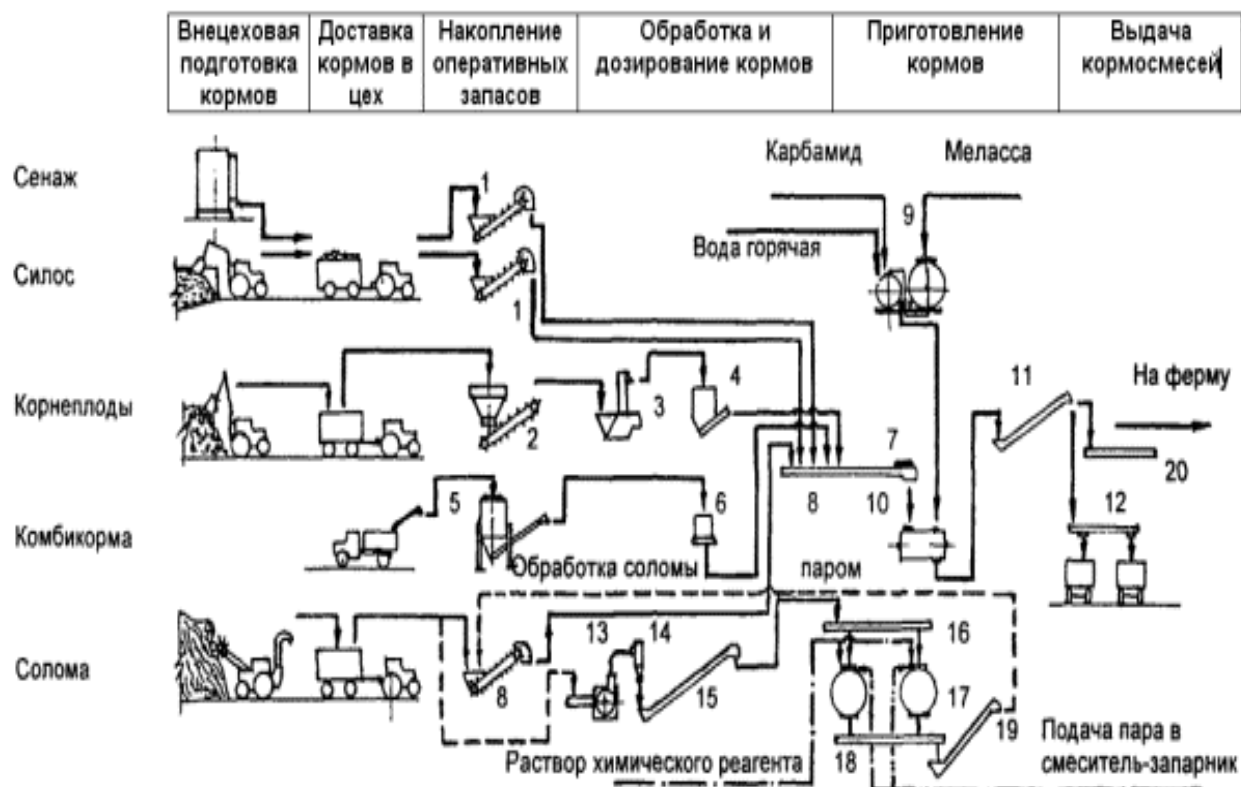 Внецеховая
подготовка
кормов
Доставка
кормов в
цех
Накопление
оперативных
запасов
Обработка и
дозирование кормов
Приготовление
кормов
Выдача
кормосмесей
Карбамид
Меласса
Сенаж
1
9
Вода горячая
Силос
1
11
На ферму
4
Корнеплоды
3
2
7
20
5
6
8
10
12
Комбикорма
Обработка соломы
паром
13
14
16
Солома
8
15
17
19
Подача пара в
смеситель-запарник
Раствор химического реагента
18